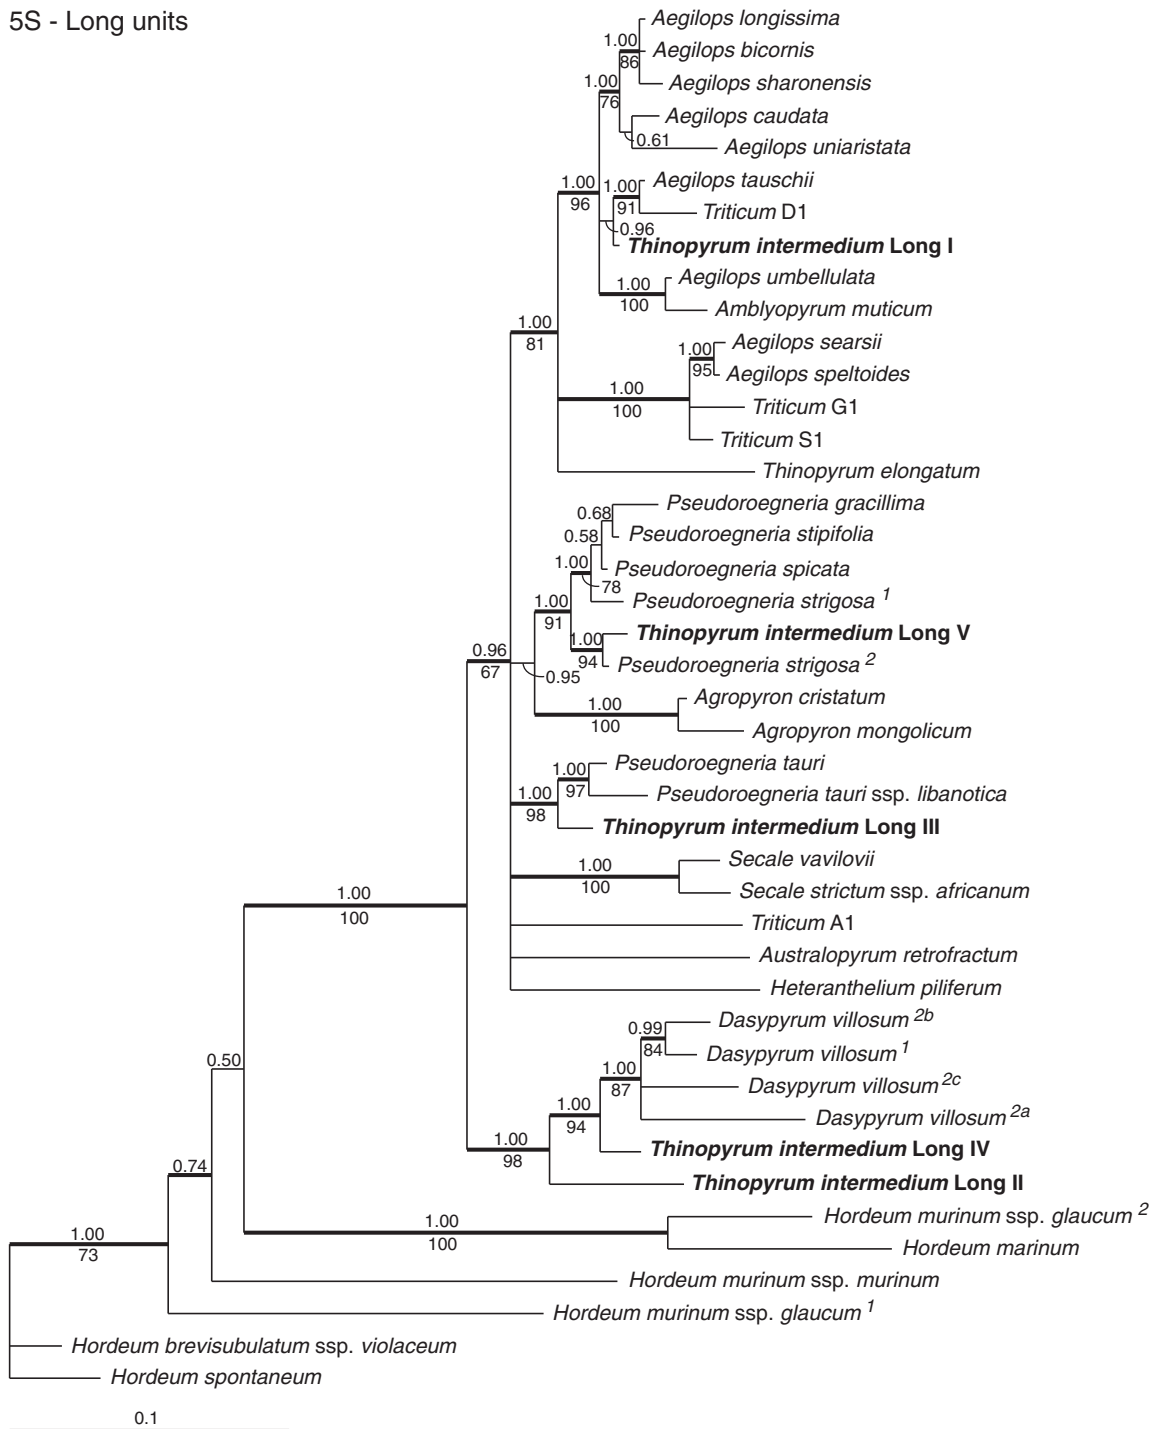 5S - Long units
Aegilops longissima
1.00
Aegilops bicornis
86
1.00
Aegilops sharonensis
76
Aegilops caudata
0.61
Aegilops uniaristata
1.00
1.00
Aegilops tauschii
96
91
Triticum D1
0.96
Thinopyrum intermedium Long I
Aegilops umbellulata
1.00
100
Amblyopyrum muticum
1.00
81
Aegilops searsii
1.00
95
Aegilops speltoides
1.00
100
Triticum G1
Triticum S1
Thinopyrum elongatum
Pseudoroegneria gracillima
0.68
Pseudoroegneria stipifolia
0.58
1.00
Pseudoroegneria spicata
78
Pseudoroegneria strigosa 1
1.00
91
Thinopyrum intermedium Long V
1.00
0.96
94
Pseudoroegneria strigosa 2
67
0.95
Agropyron cristatum
1.00
100
Agropyron mongolicum
Pseudoroegneria tauri
1.00
97
Pseudoroegneria tauri ssp. libanotica
1.00
98
Thinopyrum intermedium Long III
Secale vavilovii
1.00
100
Secale strictum ssp. africanum
1.00
100
Triticum A1
Australopyrum retrofractum
Heteranthelium piliferum
Dasypyrum villosum 2b
0.99
84
Dasypyrum villosum 1
0.50
1.00
87
Dasypyrum villosum 2c
1.00
94
Dasypyrum villosum 2a
1.00
98
Thinopyrum intermedium Long IV
0.74
Thinopyrum intermedium Long II
1.00
100
Hordeum murinum ssp. glaucum 2
1.00
73
Hordeum marinum
Hordeum murinum ssp. murinum
Hordeum murinum ssp. glaucum 1
Hordeum brevisubulatum ssp. violaceum
Hordeum spontaneum
0.1